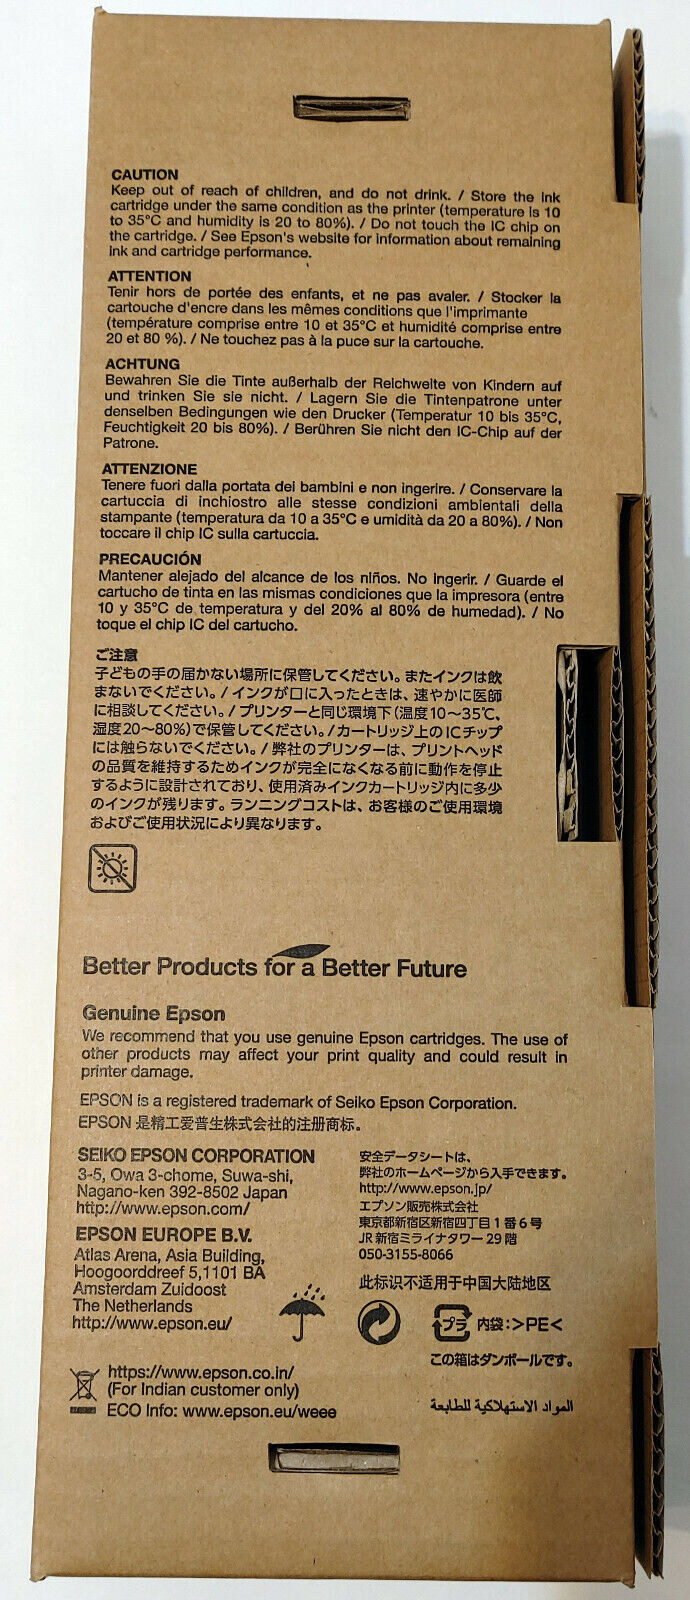 CAUTION
Keep out of reach of children, and do not drink. / Store the ink
cartridge under the same condition as the printer (temperature is 10
to 35°C and humidity is 20 to 80%). / Do not touch the IC chip on
the cartridge. / See Epson's website for information about remaining
ink and cartridge performance.
ATTENTION
Tenir hors de portée des enfants, et ne pas avaler. / Stocker la
cartouche d'encre dans les mêmes conditions que l'imprimante
(température comprise entre 10 et 35°C et humidité comprise entre
20 et 80 %). / Ne touchez pas à la puce sur la cartouche.
ACHTUNG
Bewahren Sie die Tinte außerhalb der Reichweite von Kindern auf
und trinken Sie sie nicht. / Lagern Sie die Tintenpatrone unter
denselben Bedingungen wie den Drucker (Temperatur 10 bis 35°C,
Feuchtigkeit 20 bis 80%). / Berühren Sie nicht den IC-Chip auf der
Patrone.
ATTENZIONE
Tenere fuori dalla portata dei bambini e non ingerire. / Conservare la
cartuccia di inchiostro alle stesse condizioni ambientali della
stampante (temperatura da 10 a 35°C e umidità da 20 a 80%). / Non
toccare il chip IC sulla cartuccia.
PRECAUCIÓN
Mantener alejado del alcance de los niños. No ingerir. / Guarde el
cartucho de tinta en las mismas condiciones que la impresora (entre
10 y 35°C de temperatura y del 20% al 80% de humedad). / No
toque el chip IC del cartucho.
ご注意
子どもの手の届かない場所に保管してください。またインクは飲
まないでください。/ インクが口に入ったときは、速やかに医師
に相談してください。/ プリンターと同じ環境下(温度10～35℃、
湿度20～80%)で保管してください。/カートリッジ上のICチップ
には触らないでください。/ 弊社のプリンターは、プリントヘッド
の品質を維持するためインクが完全になくなる前に動作を停止
するように設計されており、使用済みインクカートリッジ内に多少
のインクが残ります。ランニングコストは、お客様のご使用環境
およびご使用状況により異なります。
Better Products for a Better Future
Genuine Epson
We recommend that you use genuine Epson cartridges. The use of
other products may affect your print quality and could result in
printer damage.
EPSON is a registered trademark of Seiko Epson Corporation.
EPSON 是精工爱普生株式会社的注册商标。
SEIKO EPSON CORPORATION
3-5, Owa 3-chome, Suwa-shi,
Nagano-ken 392-8502 Japan
http://www.epson.com/
EPSON EUROPE B.V.
Atlas Arena, Asia Building,
Hoogoorddreef 5,1101 BA
Amsterdam Zuidoost
The Netherlands
http://www.epson.eu/
安全データシートは、
弊社のホームページから入手できます。
http://www.epson.jp/
エプソン販売株式会社
東京都新宿区新宿四丁目1番6号
JR新宿ミライナタワー29階
050-3155-8066
此标识不适用于中国大陆地区
プラ 内袋:>PE<
この箱はダンボールです。
https://www.epson.co.in/
(For Indian customer only)
ECO Info: www.epson.eu/weee
المواد الاستهلاكية للطابعة